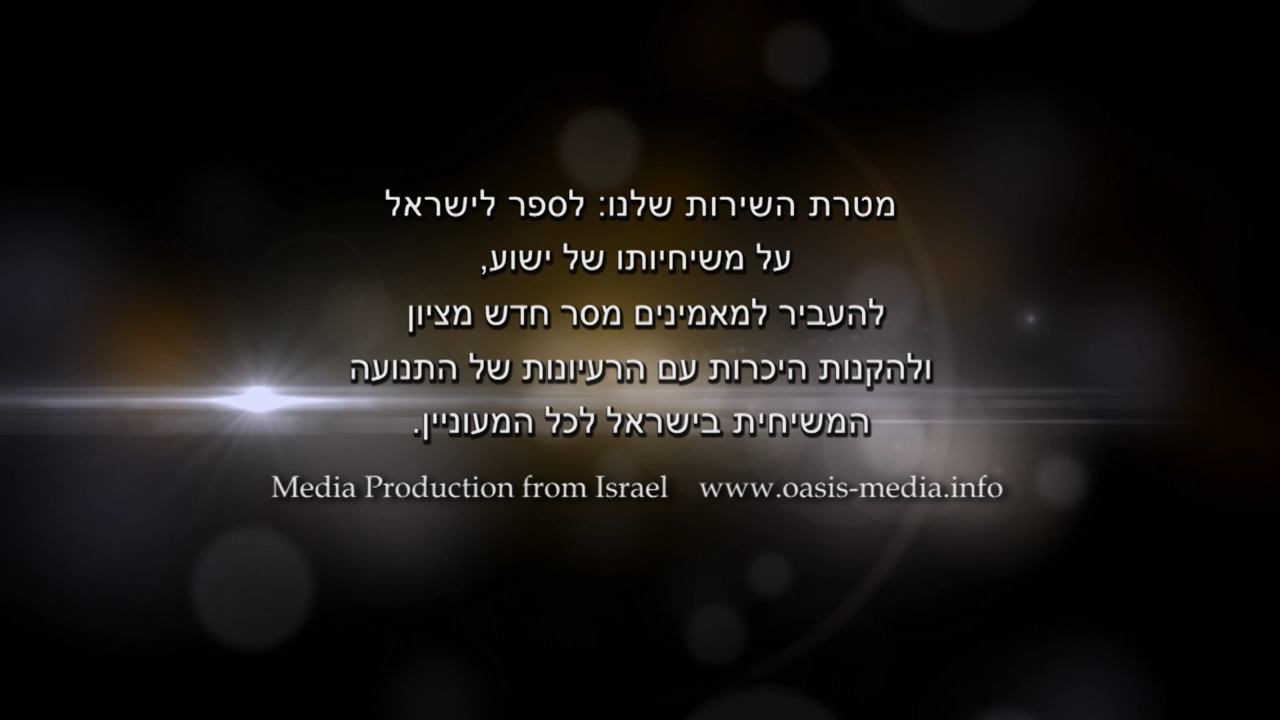 מטרת השירות שלנו: לספר לישראל
על משיחיותו של ישוע,
להעביר למאמינים מסר חדש מציון
ולהקנות היכרות עם הרעיונות של התנועה
המשיחית בישראל לכל המעוניין.
Media Production from Israel www.oasis-media.info